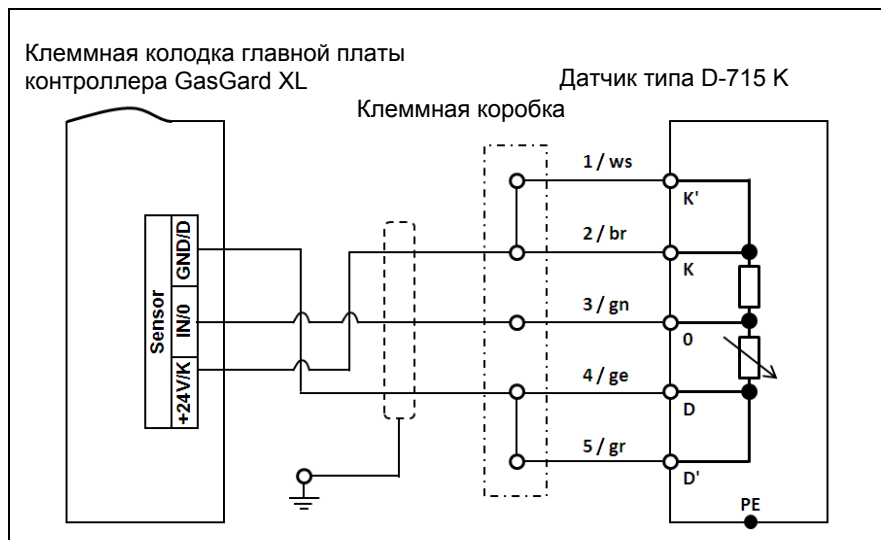 Клеммная колодка главной платы
контроллера GasGard XL
Датчик типа D-715 K
Клеммная коробка
1 / ws
K'
2 / br
K
3 / gn
0
4 / ge
D
5 / gr
D'
PE
Sensor
GND/D
IN/0
+24V/K